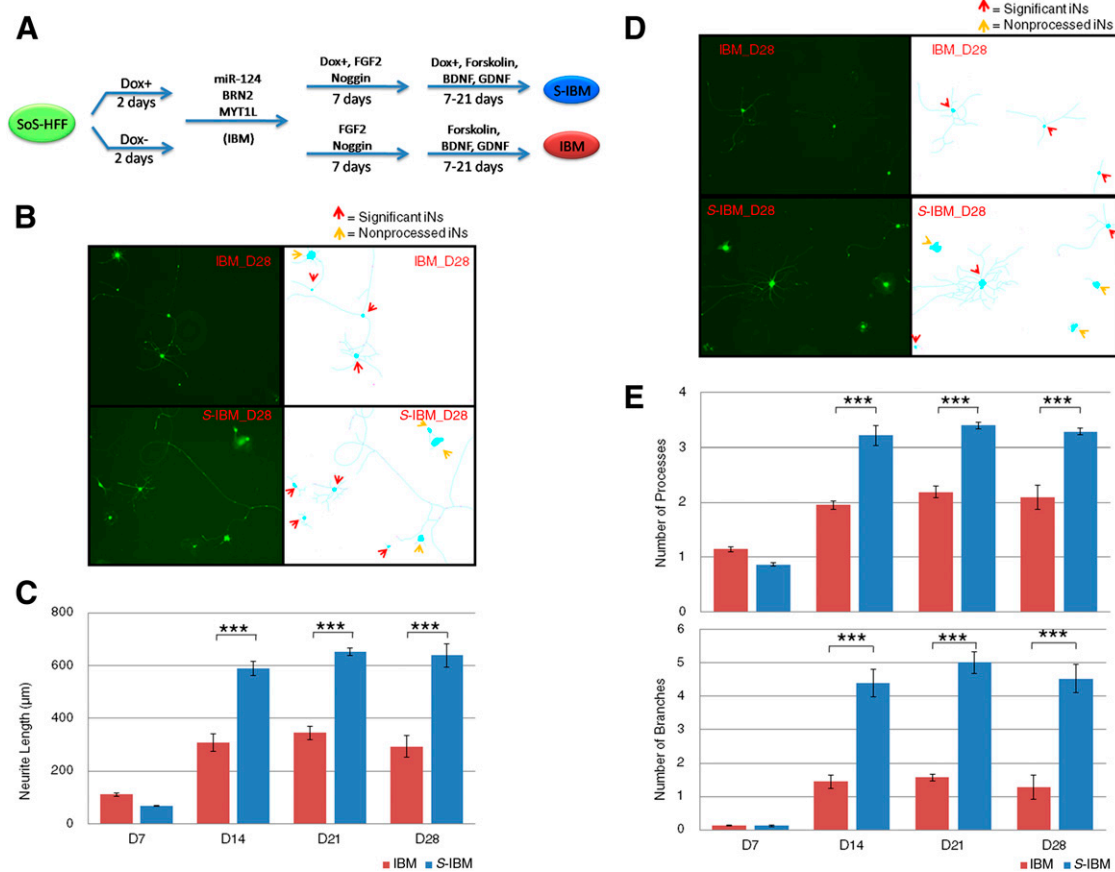 A
SoS-HFF
Dox+
2 days
Dox-
2 days
miR-124
BRN2
MYT1L
(IBM)
Dox+, FGF2
Noggin
7 days
FGF2
Noggin
7 days
Dox+, Forskolin,
BDNF, GDNF
7-21 days
Forskolin,
BDNF, GDNF
7-21 days
S-IBM
IBM
B
= Significant iNs
= Nonprocessed iNs
IBM_D28
IBM_D28
S-IBM_D28
S-IBM_D28
C
Neurite Length (µm)
800
600
400
200
0
***
***
***
D7
D14
D21
D28
IBM
S-IBM
D
= Significant iNs
= Nonprocessed iNs
IBM_D28
IBM_D28
S-IBM_D28
S-IBM_D28
E
Number of Processes
4
3
2
1
0
***
***
***
Number of Branches
6
5
4
3
2
1
0
***
***
***
D7
D14
D21
D28
IBM
S-IBM